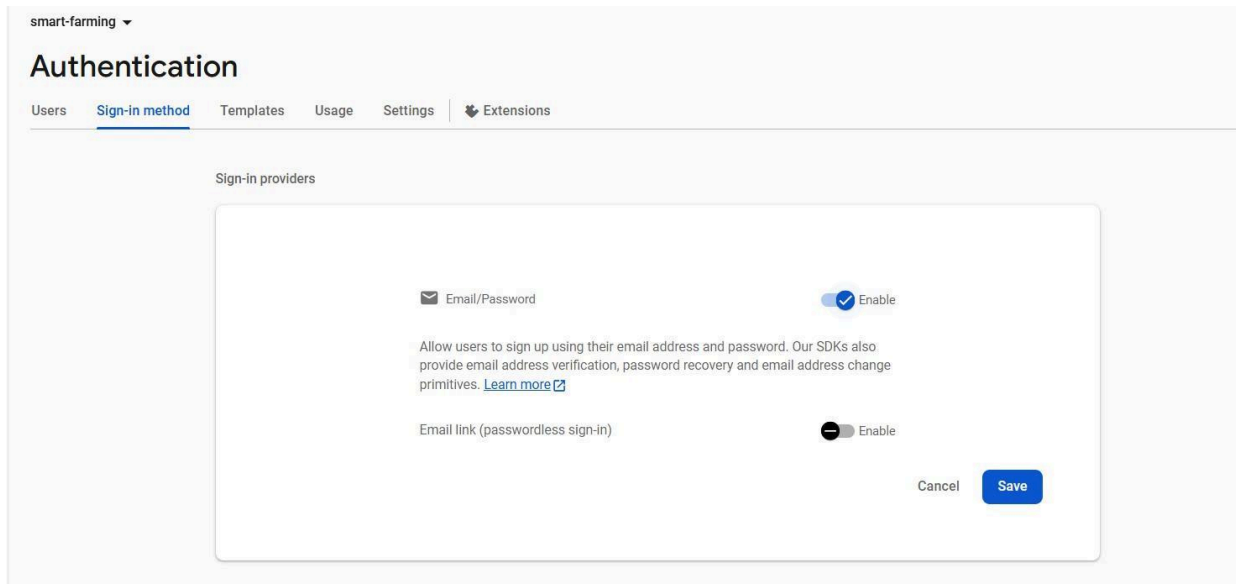 smart-farming
Authentication
Users Sign-in method Templates Usage Settings Extensions
Sign-in providers
Email/Password Enable
Allow users to sign up using their email address and password. Our SDKs also
provide email address verification, password recovery and email address change
primitives. Learn more
Email link (passwordless sign-in) Enable
Cancel Save